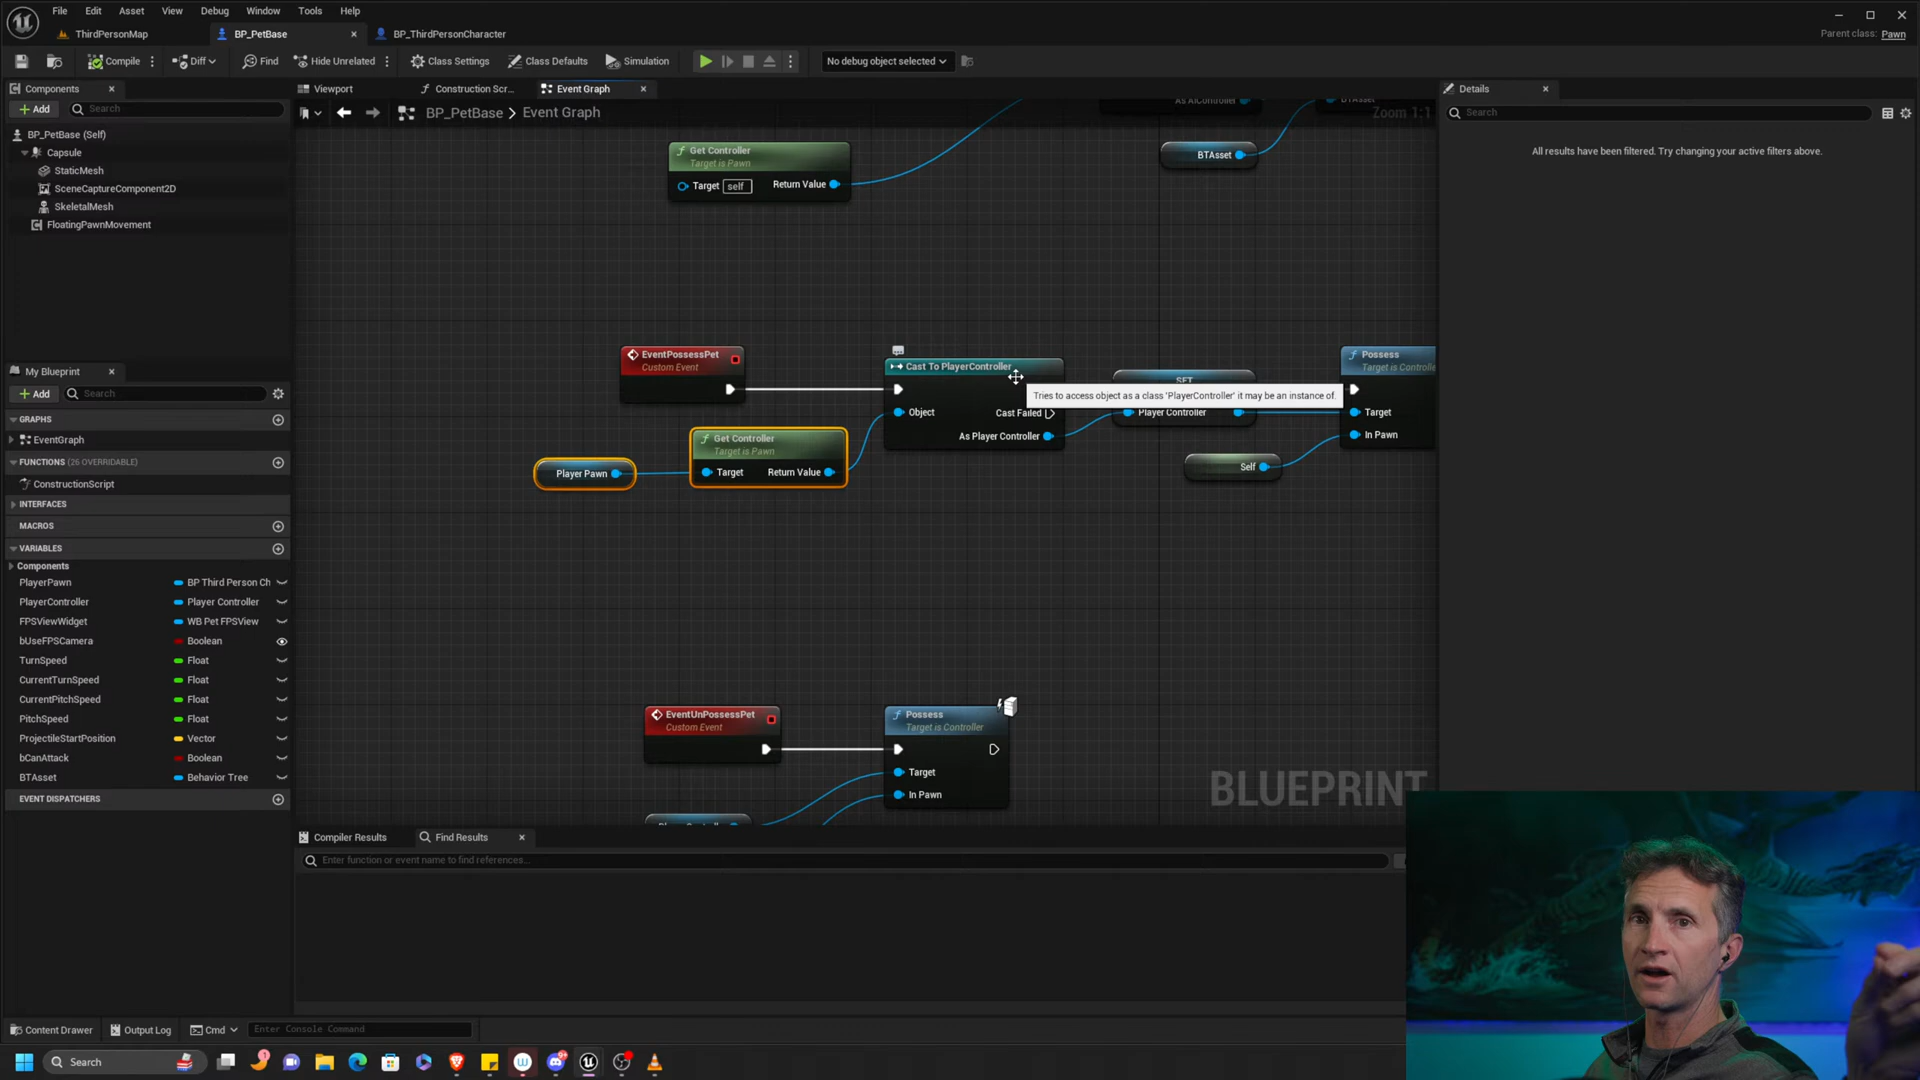 File Edit Asset View Debug Window Tools Help
ThirdPersonMap
BP_PetBase
BP_ThirdPersonCharacter
Parent class: Pawn
Compile
Diff
Find
Hide Unrelated
Class Settings
Class Defaults
Simulation
No debug object selected
Components
Add
Search
BP_PetBase (Self)
Capsule
StaticMesh
SceneCaptureComponent2D
SkeletalMesh
FloatingPawnMovement
My Blueprint
Add
Search
GRAPHS
EventGraph
FUNCTIONS (26 OVERRIDABLE)
ConstructionScript
INTERFACES
MACROS
VARIABLES
Components
PlayerPawn BP Third Person Ch
PlayerController Player Controller
FPSViewWidget WB Pet FPSView
bUseFPSCamera Boolean
TurnSpeed Float
CurrentTurnSpeed Float
CurrentPitchSpeed Float
PitchSpeed Float
ProjectileStartPosition Vector
bCanAttack Boolean
BTAsset Behavior Tree
EVENT DISPATCHERS
Viewport
Construction Scr...
Event Graph
BP_PetBase > Event Graph
Zoom 1:1
As AIController
BTAsset
Get Controller
Target is Pawn
Target self Return Value
BTAsset
EventPossessPet
Custom Event
Cast To PlayerController
Tries to access object as a class 'PlayerController' it may be an instance of.
Object
Cast Failed
As Player Controller
SET
Player Controller
Possess
Target is Controlle
Target
In Pawn
Self
Get Controller
Target is Pawn
Target Return Value
Player Pawn
EventUnPossessPet
Custom Event
Possess
Target is Controller
Target
In Pawn
BLUEPRINT
Details
Search
All results have been filtered. Try changing your active filters above.
Compiler Results
Find Results
Enter function or event name to find references...
Content Drawer
Output Log
Cmd
Enter Console Command
Search